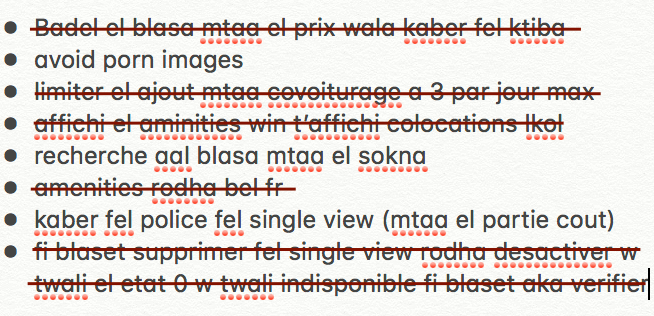 • Badel el blasa mtaa el prix wala kaber fel ktiba
• avoid porn images
• limiter el ajout mtaa covoiturage a 3 par jour max
• affichi el aminities win t'affichi colocations lkol
• recherche aal blasa mtaa el sokna
• amenities rodha bel fr
• kaber fel police fel single view (mtaa el partie cout)
• fi blaset supprimer fel single view rodha desactiver w
twali el etat 0 w twali indisponible fi blaset aka verifier